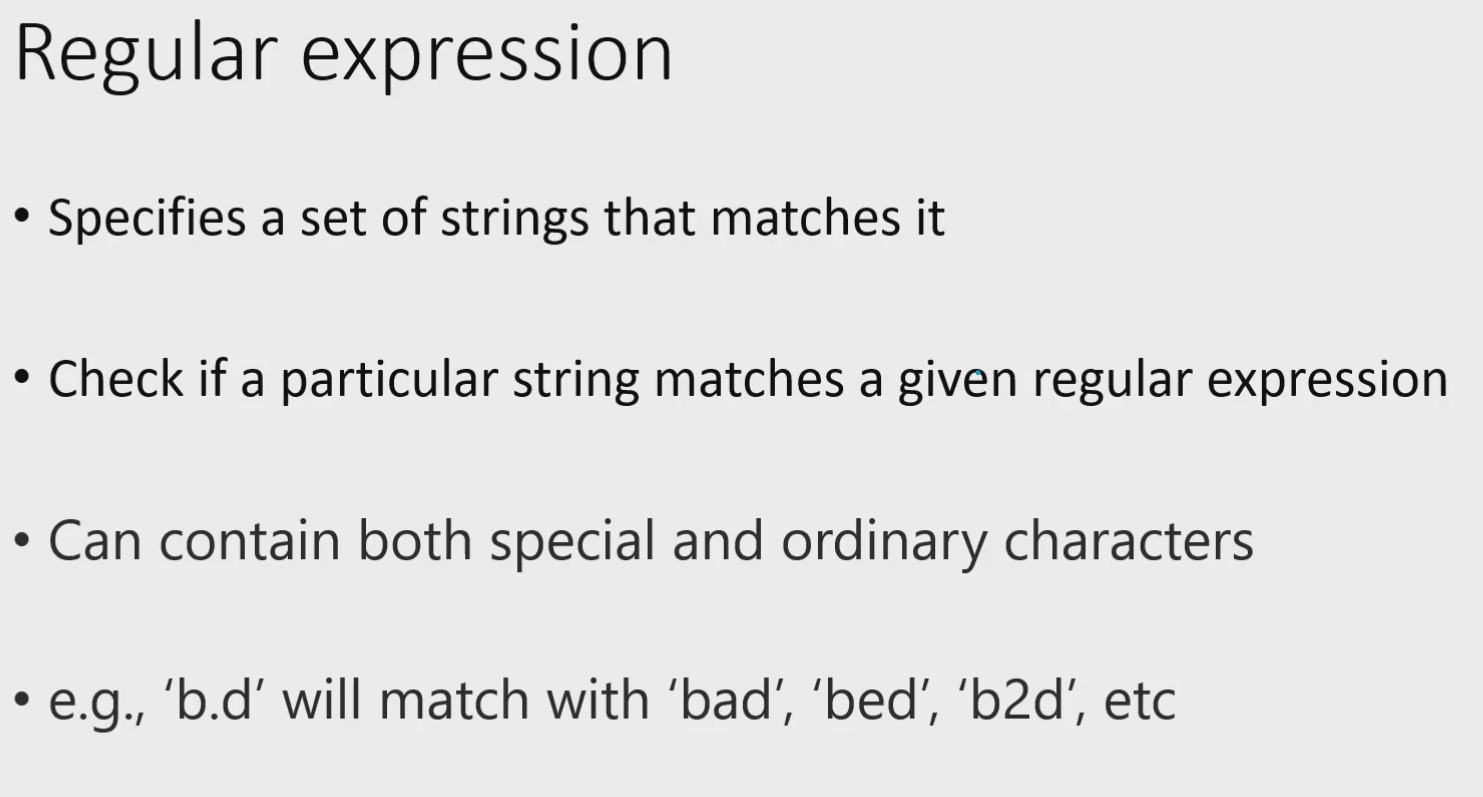 Regular expression
• Specifies a set of strings that matches it
• Check if a particular string matches a given regular expression
• Can contain both special and ordinary characters
• e.g., ‘b.d’ will match with ‘bad’, ‘bed’, ‘b2d’, etc